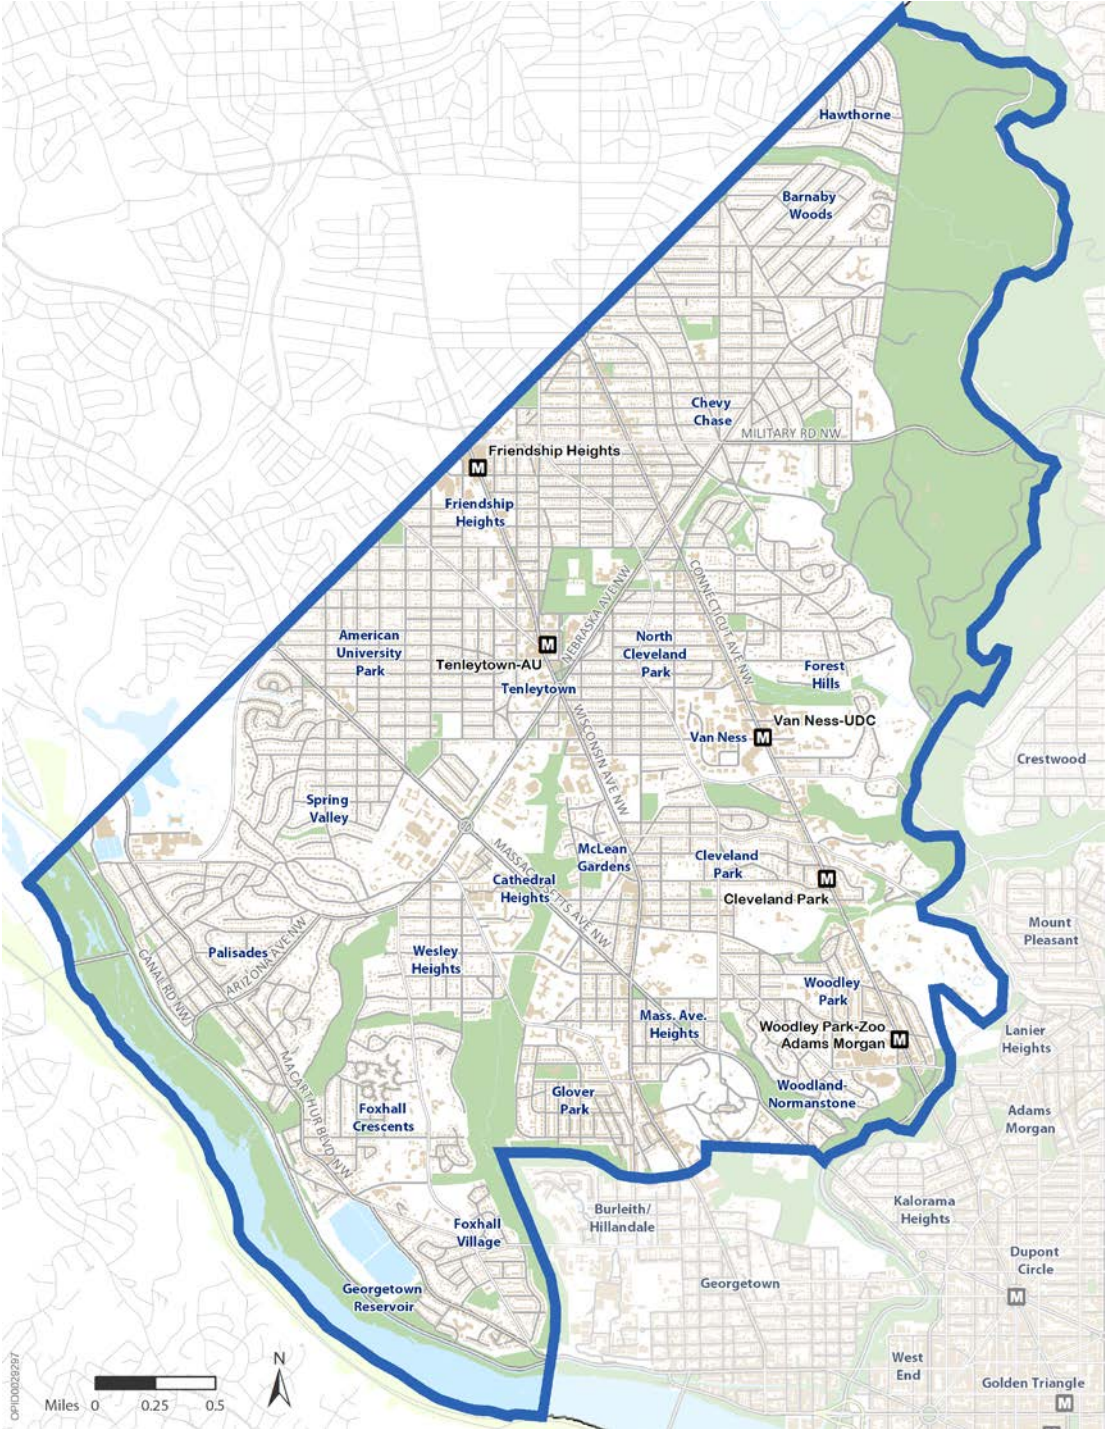 Hawthorne
Barnaby
Woods
Chevy
Chase
MILITARY RD NW
M
Friendship Heights
Friendship
Heights
CONNECTICUT AVE NW
NEBRASKA AVE NW
American
University
Park
M
Tenleytown-AU
Tenleytown
North
Cleveland
Park
Forest
Hills
Van Ness-UDC
Van Ness
M
WISCONSIN AVE NW
Crestwood
Spring
Valley
McLean
Gardens
MASSACHUSETTS AVE NW
Cathedral
Heights
Cleveland
Park
M
Cleveland Park
Mount
Pleasant
Palisades
ARIZONA AVE NW
CANAL RD NW
Wesley
Heights
Woodley
Park
Mass. Ave.
Heights
Woodley Park-Zoo
Adams Morgan
M
Lanier
Heights
MACARTHUR BLVD NW
Foxhall
Crescents
Glover
Park
Woodland-
Normanstone
Adams
Morgan
Burleith/
Hillandale
Kalorama
Heights
Foxhall
Village
Dupont
Circle
M
Georgetown
Georgetown
Reservoir
West
End
Golden Triangle
M
N
Miles 0 0.25 0.5
OPID0029297